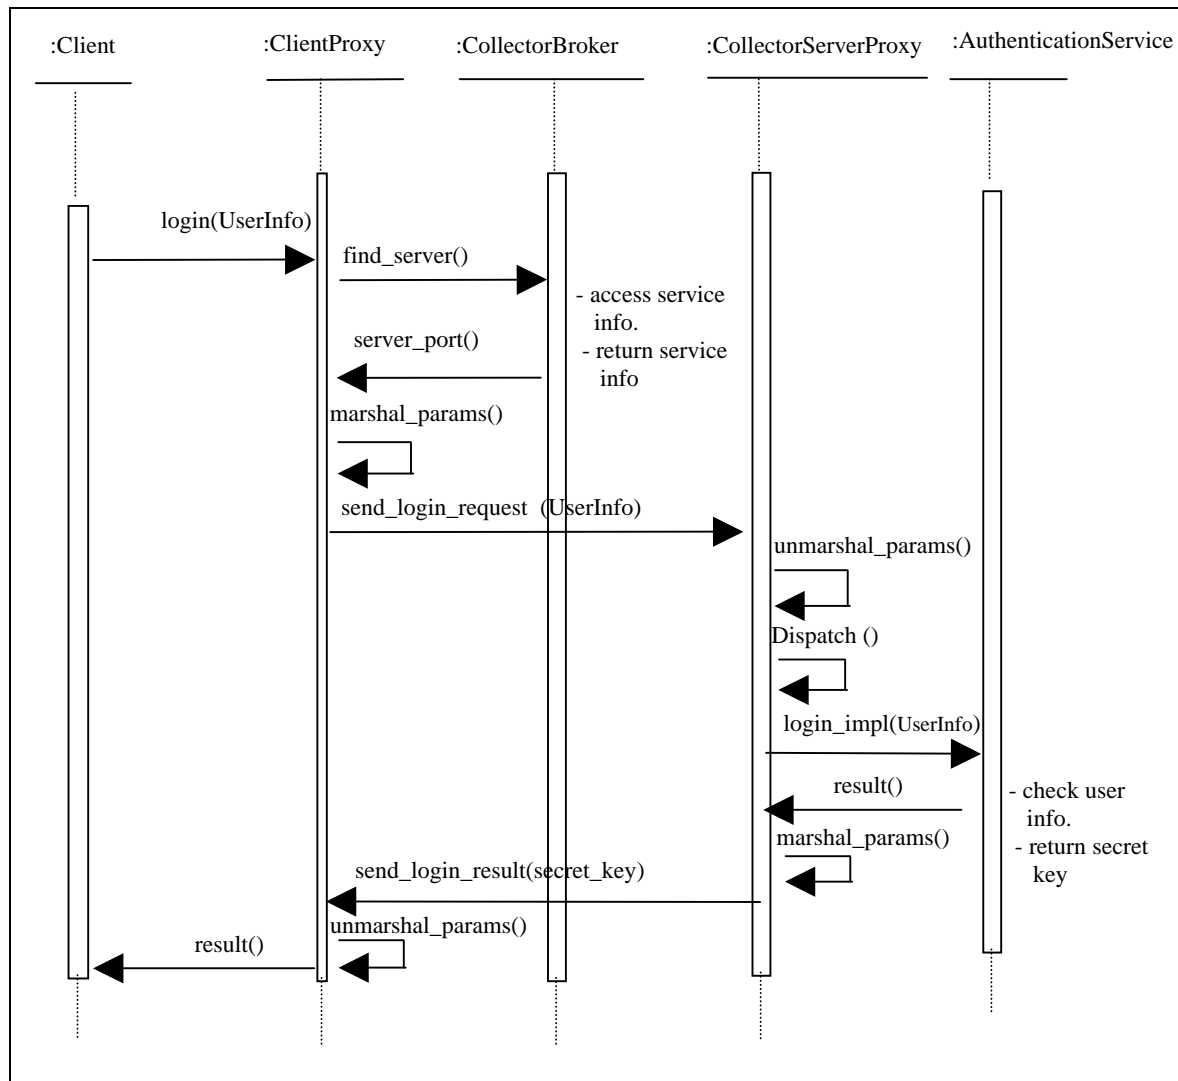 :Client
:ClientProxy
:CollectorBroker
:CollectorServerProxy
:AuthenticationService
login(UserInfo)
find_server()
- access service
info.
- return service
info
server_port()
marshal_params()
send_login_request (UserInfo)
unmarshal_params()
Dispatch ()
login_impl(UserInfo)
result()
- check user
info.
- return secret
key
marshal_params()
send_login_result(secret_key)
unmarshal_params()
result()